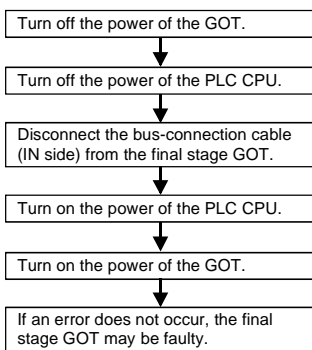 Turn off the power of the GOT.
Turn off the power of the PLC CPU.
Disconnect the bus-connection cable
(IN side) from the final stage GOT.
Turn on the power of the PLC CPU.
Turn on the power of the GOT.
If an error does not occur, the final
stage GOT may be faulty.